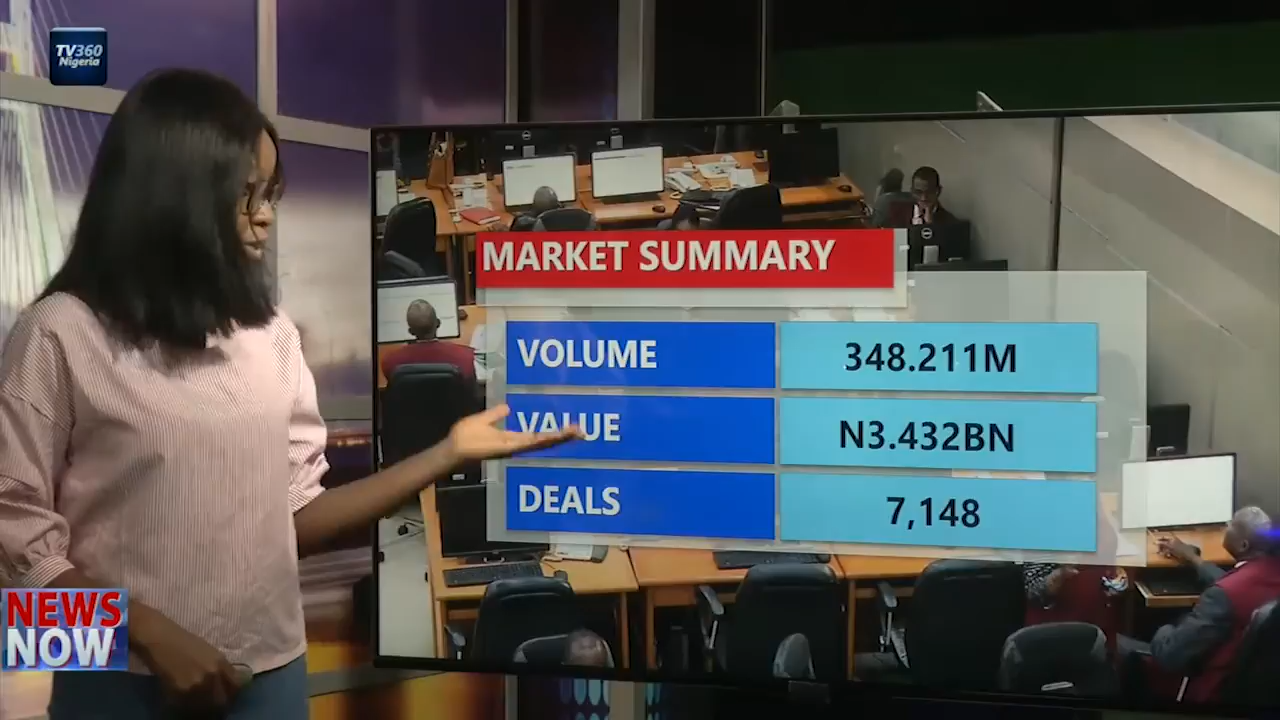 TV360
Nigeria
MARKET SUMMARY
VOLUME 348.211M
VALUE N3.432BN
DEALS 7,148
NEWS
NOW